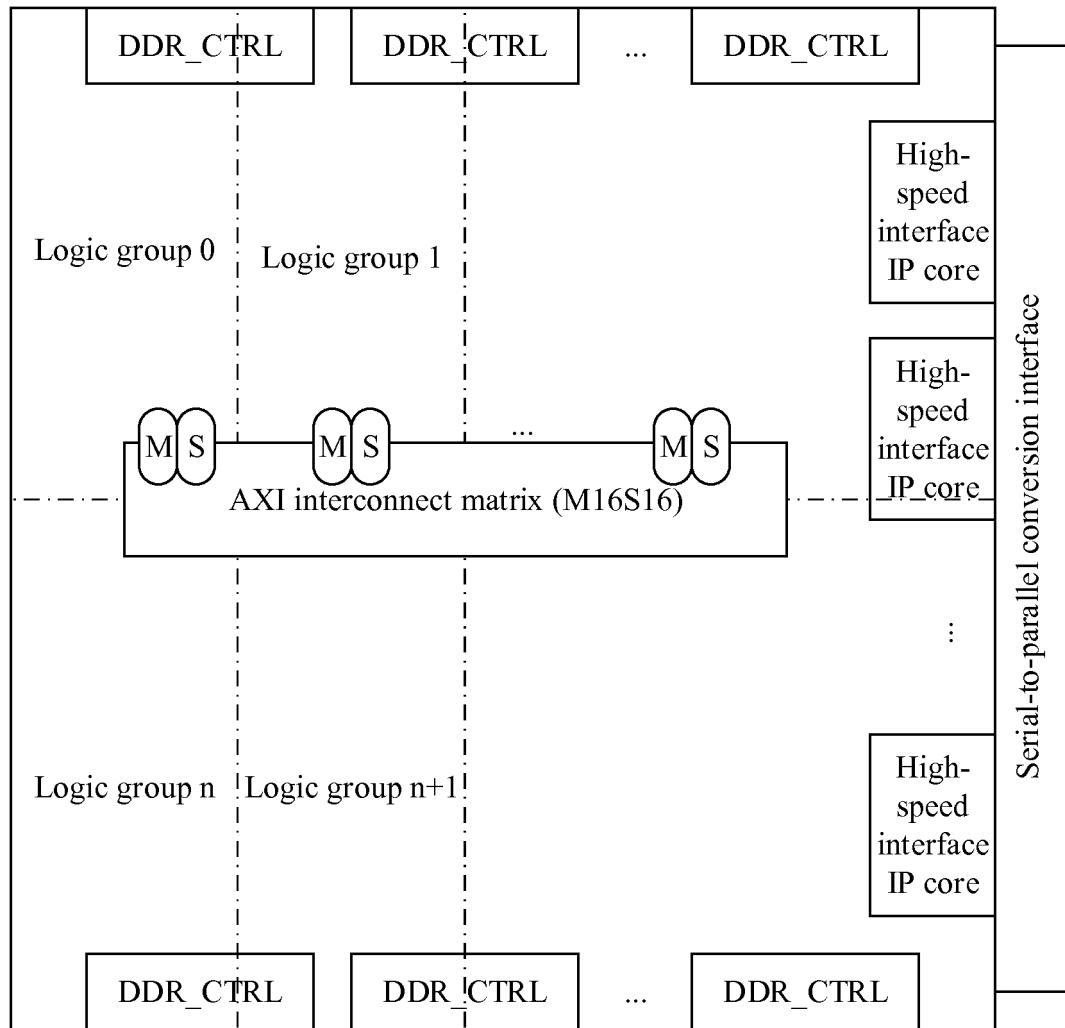 DDR_CTRL DDR_CTRL ... DDR_CTRL
High-
speed
interface
IP core
Logic group 0 Logic group 1
Serial-to-parallel conversion interface
High-
speed
interface
IP core
M S M S ... M S
AXI interconnect matrix (M16S16)
...
Logic group n Logic group n+1
High-
speed
interface
IP core
DDR_CTRL DDR_CTRL ... DDR_CTRL